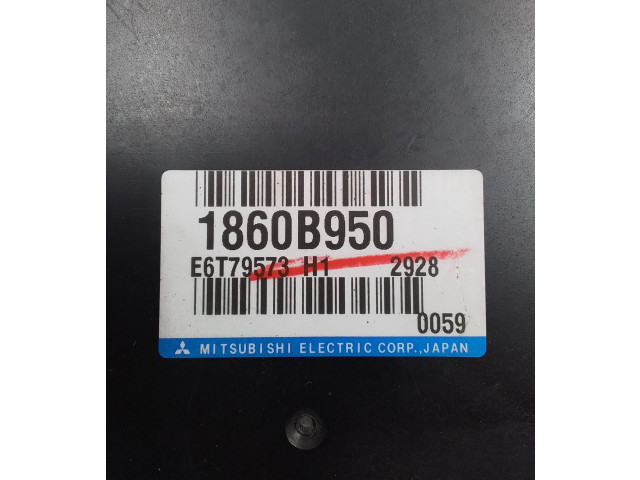 1860B950
E6T79573 H1 2928
0059
MITSUBISHI ELECTRIC CORP., JAPAN